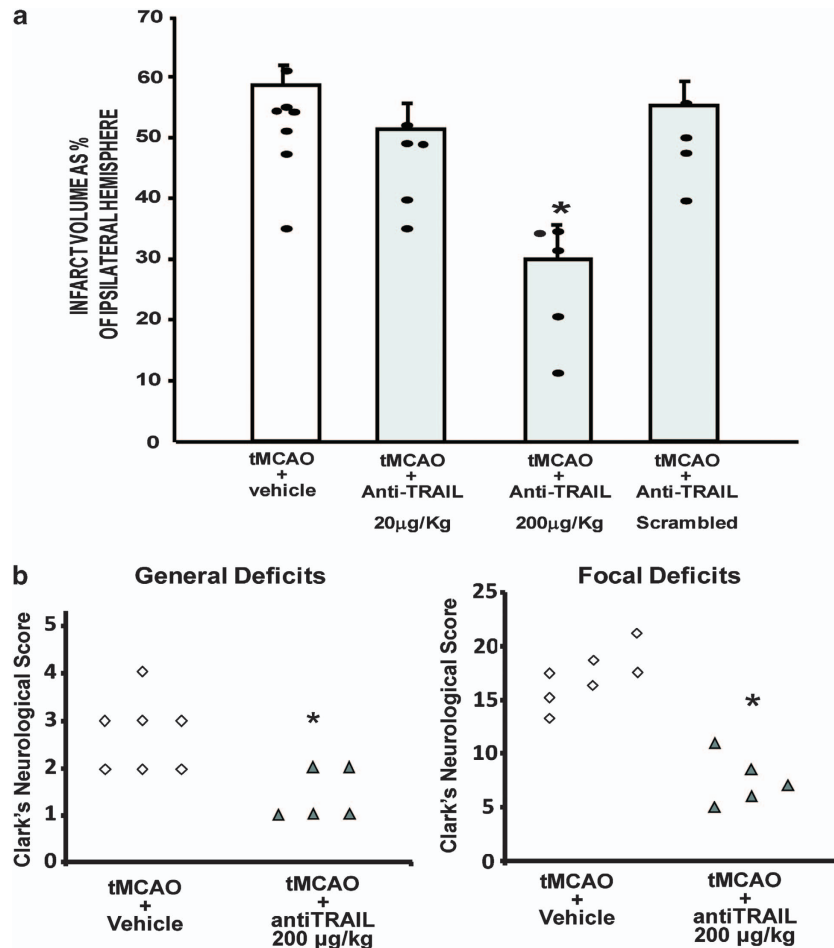 a
INFARCT VOLUME AS %
OF IPSILATERAL HEMISPHERE
70
60
50
40
30
20
10
0
*
tMCAO
+
vehicle
tMCAO
+
Anti-TRAIL
20µg/Kg
tMCAO
+
Anti-TRAIL
200µg/Kg
tMCAO
+
Anti-TRAIL
Scrambled
b
General Deficits
Clark's Neurological Score
5
4
3
2
1
0
*
tMCAO
+
Vehicle
tMCAO
+
antiTRAIL
200 µg/kg
Focal Deficits
Clark's Neurological Score
25
20
15
10
5
0
*
tMCAO
+
Vehicle
tMCAO
+
antiTRAIL
200 µg/kg